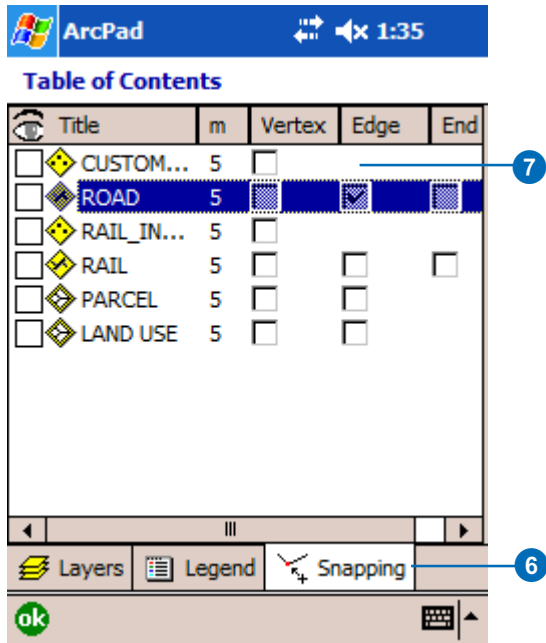 ArcPad 1:35
Table of Contents
Title m Vertex Edge End
CUSTOM... 5
7
ROAD 5
RAIL_IN... 5
RAIL 5
PARCEL 5
LAND USE 5
Layers Legend Snapping
6
ok